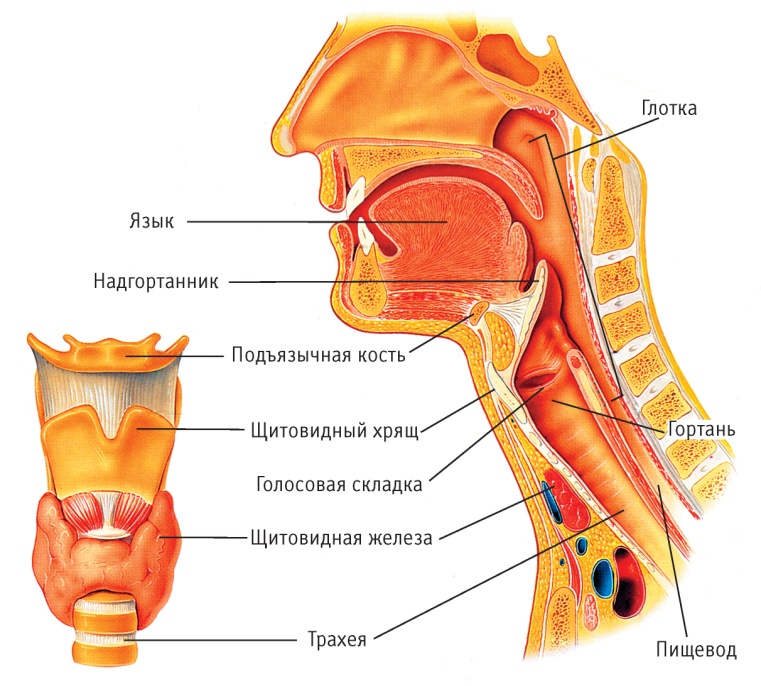 Глотка
Язык
Надгортанник
Подъязычная кость
Щитовидный хрящ
Гортань
Голосовая складка
Щитовидная железа
Трахея
Пищевод